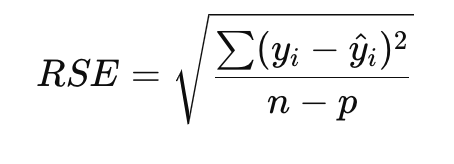 RSE = √(∑(yᵢ − ŷᵢ)² / (n − p))